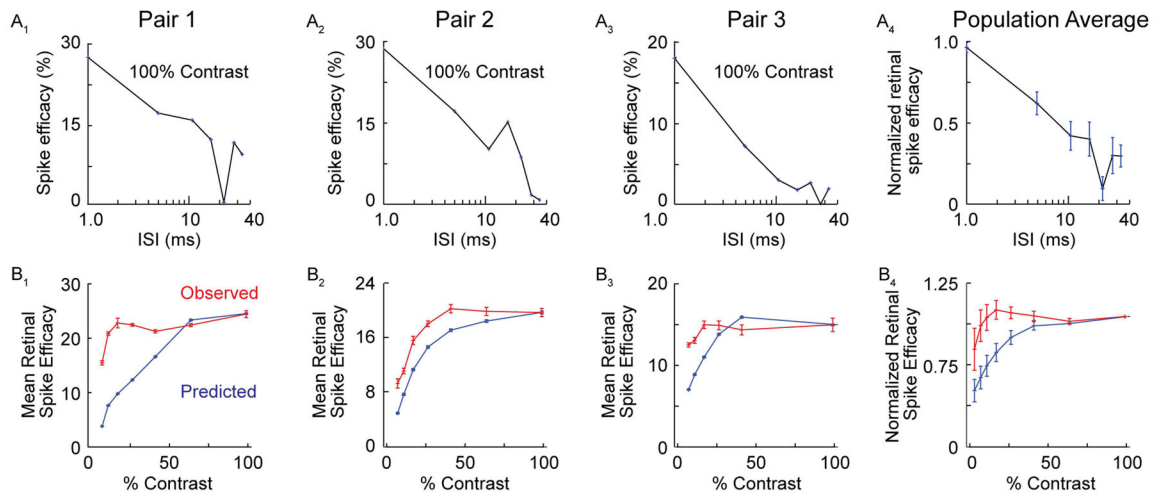 A1 Pair 1
A2 Pair 2
A3 Pair 3
A4 Population Average
Spike efficacy (%)
30
15
0
100% Contrast
1.0 10 40
ISI (ms)
Spike efficacy (%)
30
15
0
100% Contrast
1.0 10 40
ISI (ms)
Spike efficacy (%)
20
10
0
100% Contrast
1.0 10 40
ISI (ms)
Normalized retinal
spike efficacy
1.0
0.5
0
1.0 10 40
ISI (ms)
B1
Mean Retinal
Spike Efficacy
30
20
10
0
Observed
Predicted
0 50 100
% Contrast
B2
Mean Retinal
Spike Efficacy
24
16
8
0
0 50 100
% Contrast
B3
Mean Retinal
Spike Efficacy
20
15
10
0
0 50 100
% Contrast
B4
Normalized Retinal
Spike Efficacy
1.25
0.75
0
0 50 100
% Contrast